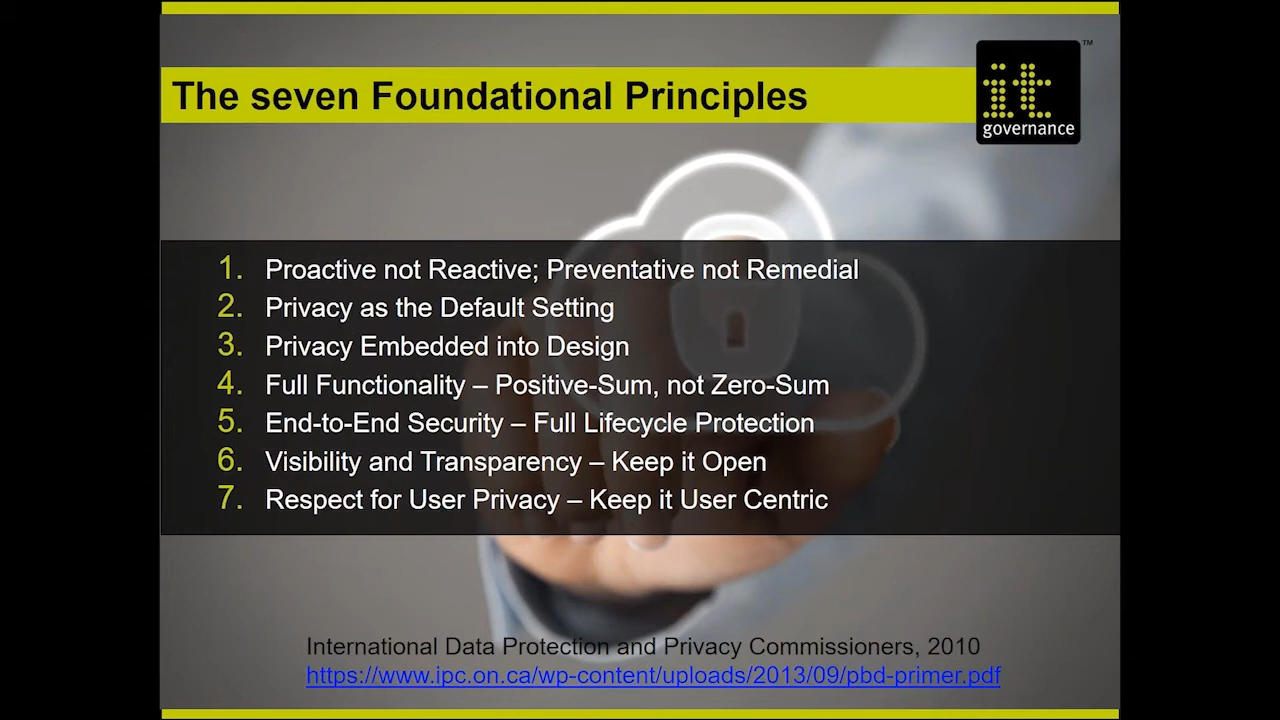 The seven Foundational Principles
it
governance
TM
1. Proactive not Reactive; Preventative not Remedial
2. Privacy as the Default Setting
3. Privacy Embedded into Design
4. Full Functionality – Positive-Sum, not Zero-Sum
5. End-to-End Security – Full Lifecycle Protection
6. Visibility and Transparency – Keep it Open
7. Respect for User Privacy – Keep it User Centric
International Data Protection and Privacy Commissioners, 2010
https://www.ipc.on.ca/wp-content/uploads/2013/09/pbd-primer.pdf